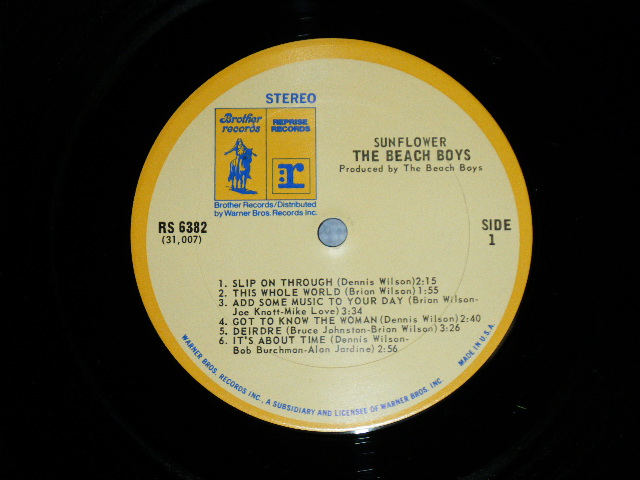 STEREO
Brother
records
REPRISE
RECORDS
r
Brother Records/Distributed
by Warner Bros. Records Inc.
SUNFLOWER
THE BEACH BOYS
Produced by The Beach Boys
RS 6382
(31,007)
SIDE
1
1. SLIP ON THROUGH (Dennis Wilson)2:15
2. THIS WHOLE WORLD (Brian Wilson)1:55
3. ADD SOME MUSIC TO YOUR DAY (Brian Wilson-
Joe Knott-Mike Love) 3:34
4. GOT TO KNOW THE WOMAN (Dennis Wilson) 2:40
5. DEIRDRE (Bruce Johnston-Brian Wilson) 3:26
6. IT'S ABOUT TIME (Dennis Wilson-
Bob Burchman-Alan Jardine) 2:56
WARNER BROS. RECORDS INC., A SUBSIDIARY AND LICENSEE OF WARNER BROS. INC. MADE IN U.S.A.